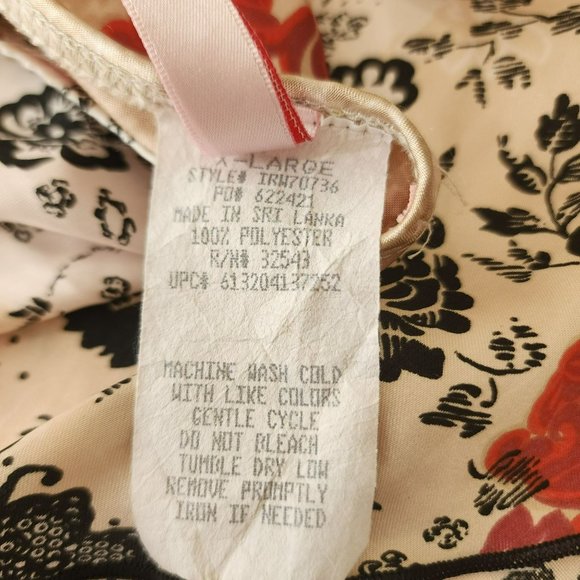 X-LARGE
STYLE# IRW70736
PO# 622421
MADE IN SRI LANKA
100% POLYESTER
R/N# 32543
UPC# 613204137252
MACHINE WASH COLD
WITH LIKE COLORS
GENTLE CYCLE
DO NOT BLEACH
TUMBLE DRY LOW
REMOVE PROMPTLY
IRON IF NEEDED